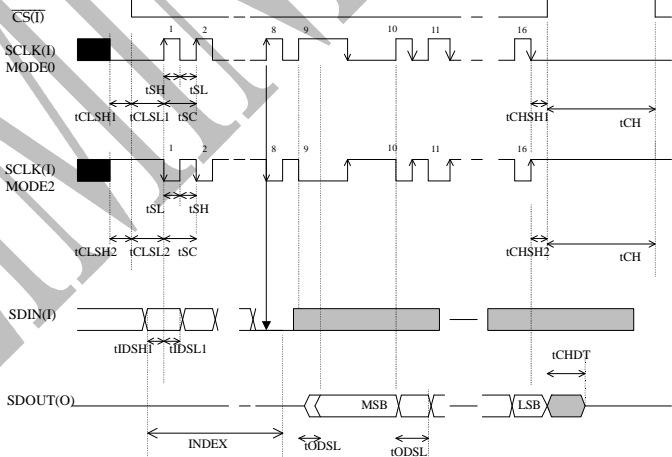 CS(I)
1 2 8 9 10 11 16
SCLK(I)
MODE0
tSH tSL
tCLSH1 tCLSL1 tSC tCHSH1 tCH
1 2 8 9 10 11 16
SCLK(I)
MODE2
tSL tSH
tCLSH2 tCLSL2 tSC tCHSH2 tCH
SDIN(I)
tIDSH1 tIDSL1
tCHDT
SDOUT(O) MSB LSB
INDEX tODSL tODSL